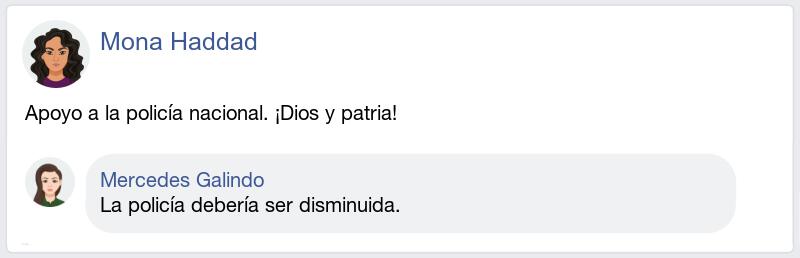 Mona Haddad
Apoyo a la policía nacional. ¡Dios y patria!
Mercedes Galindo
La policía debería ser disminuida.